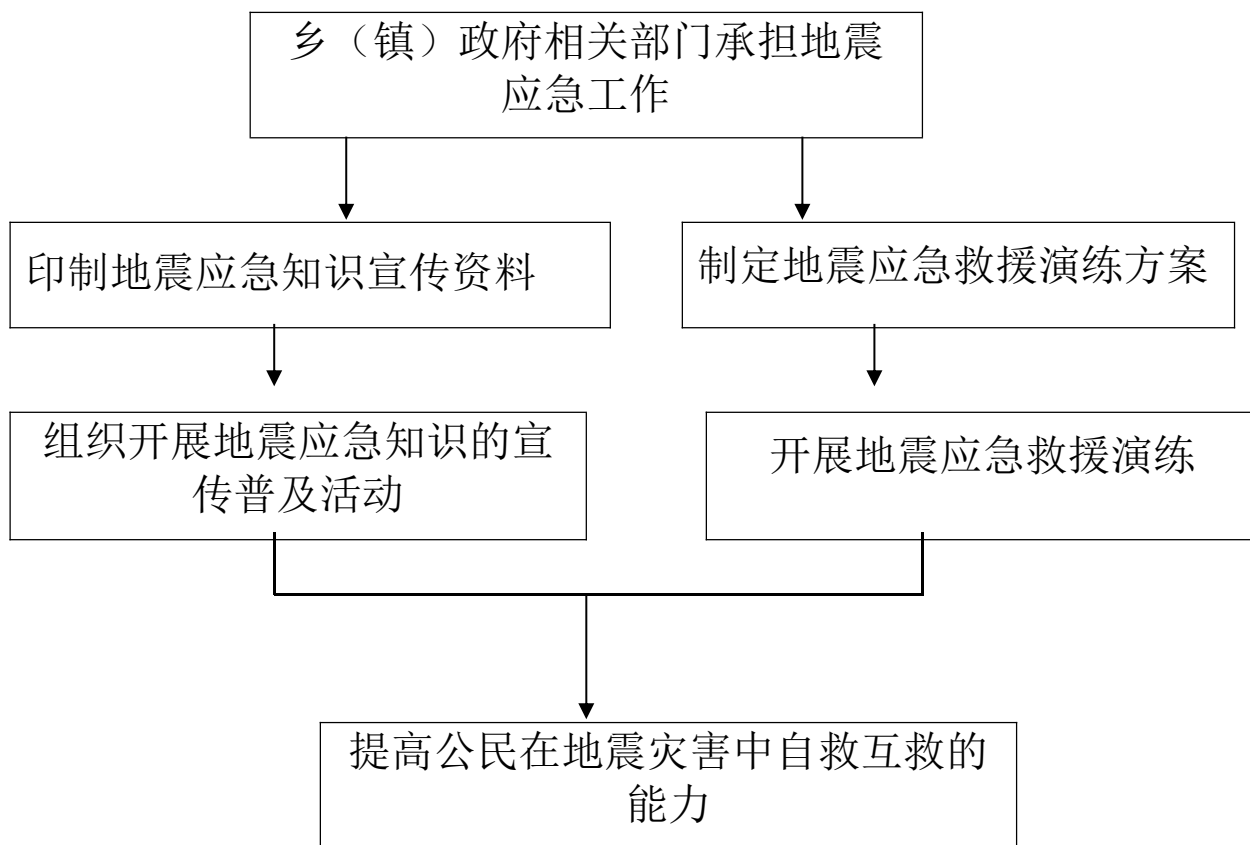 乡（镇）政府相关部门承担地震
应急工作
印制地震应急知识宣传资料
制定地震应急救援演练方案
组织开展地震应急知识的宣
传普及活动
开展地震应急救援演练
提高公民在地震灾害中自救互救的
能力